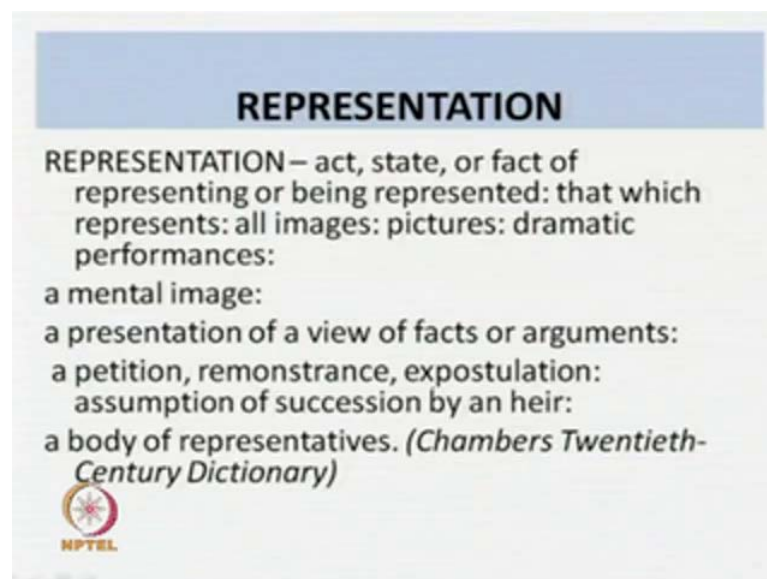 REPRESENTATION
REPRESENTATION – act, state, or fact of
representing or being represented: that which
represents: all images: pictures: dramatic
performances:
a mental image:
a presentation of a view of facts or arguments:
a petition, remonstrance, expostulation:
assumption of succession by an heir:
a body of representatives. (Chambers Twentieth-
Century Dictionary)
NPTEL